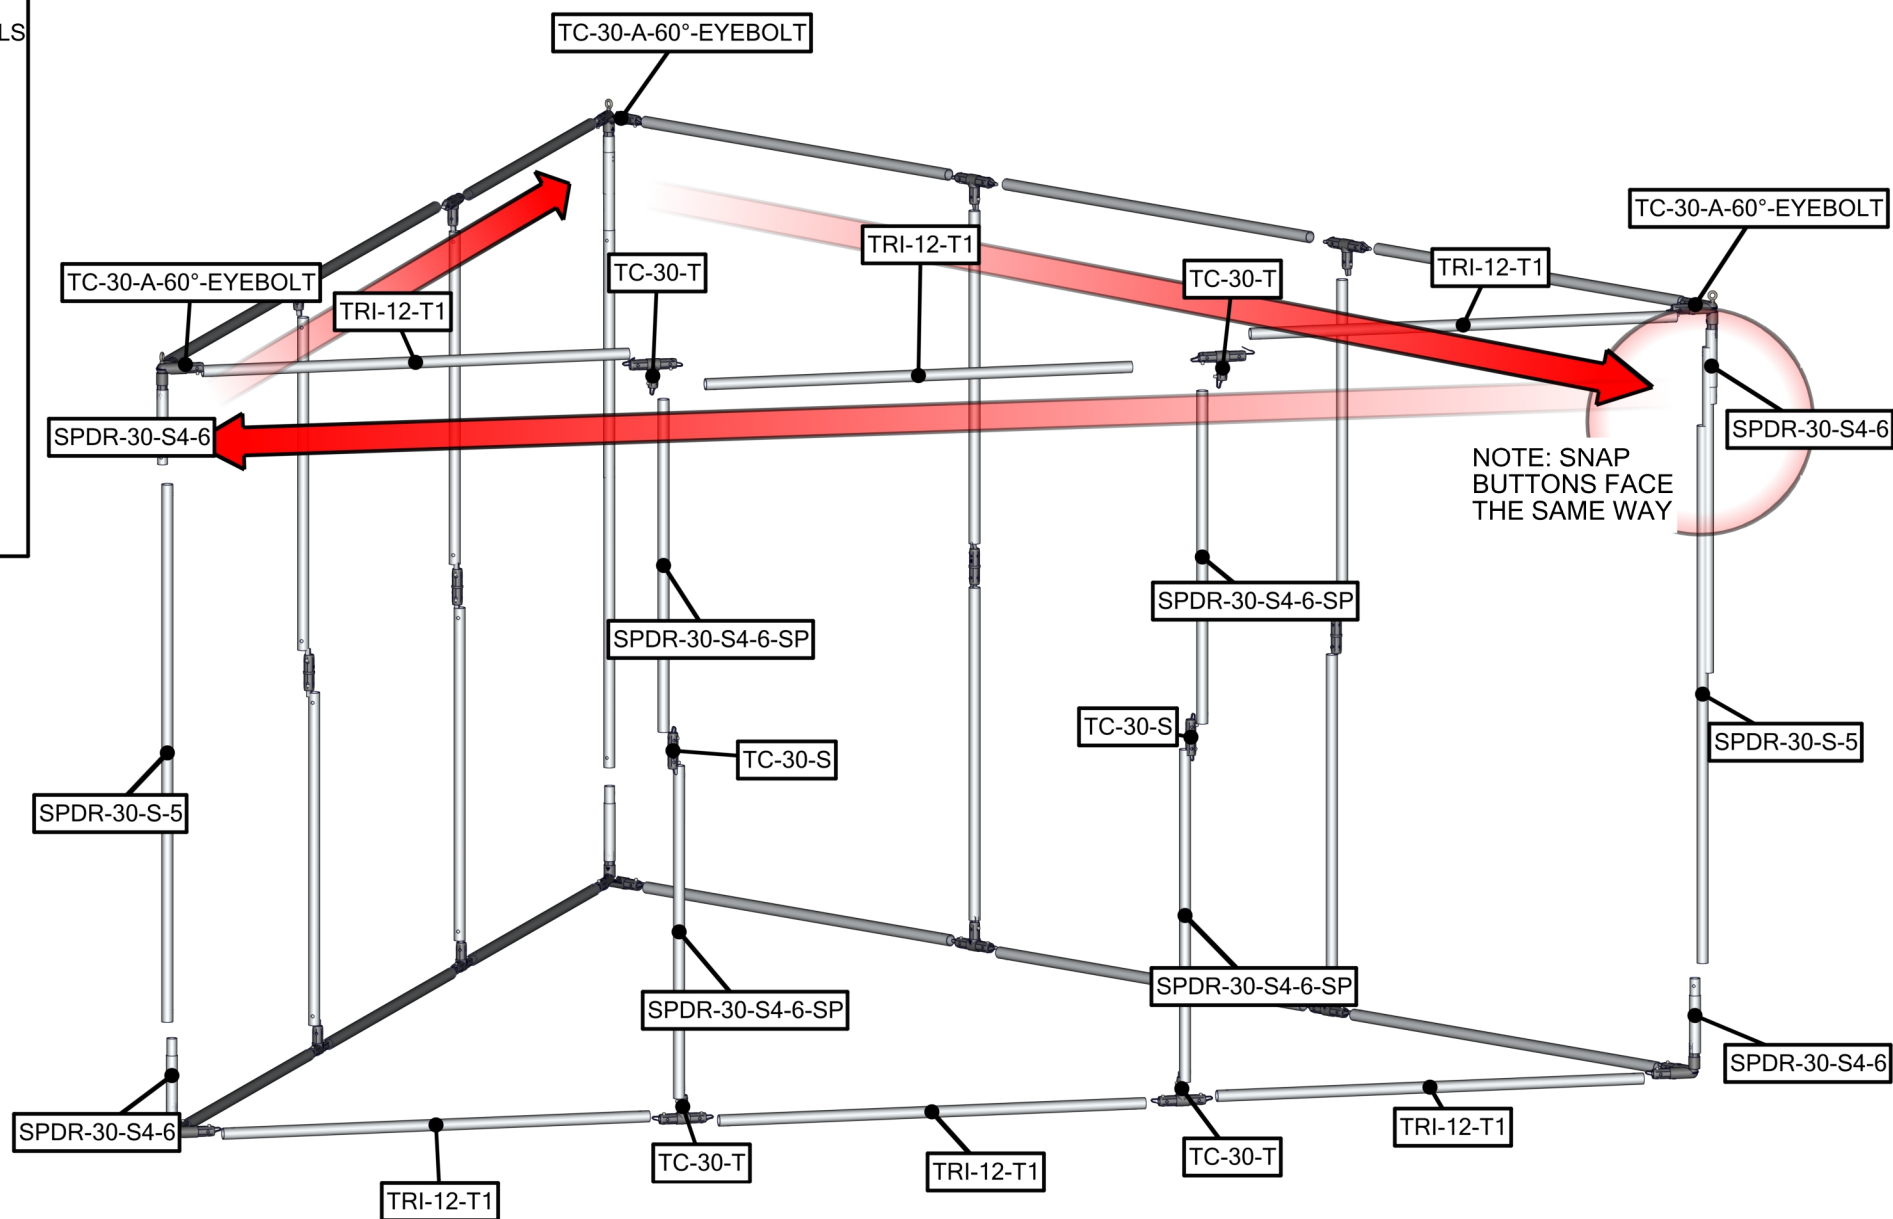 LS
TC-30-A-60°-EYEBOLT
TC-30-A-60°-EYEBOLT
TRI-12-T1
TC-30-T
TC-30-T
TRI-12-T1
TC-30-A-60°-EYEBOLT
TRI-12-T1
SPDR-30-S4-6
SPDR-30-S4-6
NOTE: SNAP
BUTTONS FACE
THE SAME WAY
SPDR-30-S4-6-SP
SPDR-30-S4-6-SP
TC-30-S
TC-30-S
SPDR-30-S-5
SPDR-30-S-5
SPDR-30-S4-6-SP
SPDR-30-S4-6-SP
SPDR-30-S4-6
SPDR-30-S4-6
TRI-12-T1
TC-30-T
TRI-12-T1
TC-30-T
TRI-12-T1